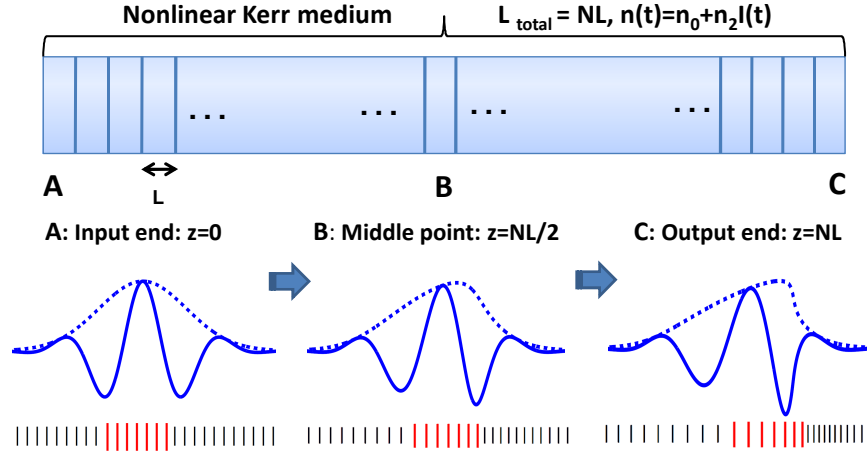 Nonlinear Kerr medium
L total = NL, n(t)=n0+n2I(t)
... ... ... ...
A B C
L
A: Input end: z=0
B: Middle point: z=NL/2
C: Output end: z=NL